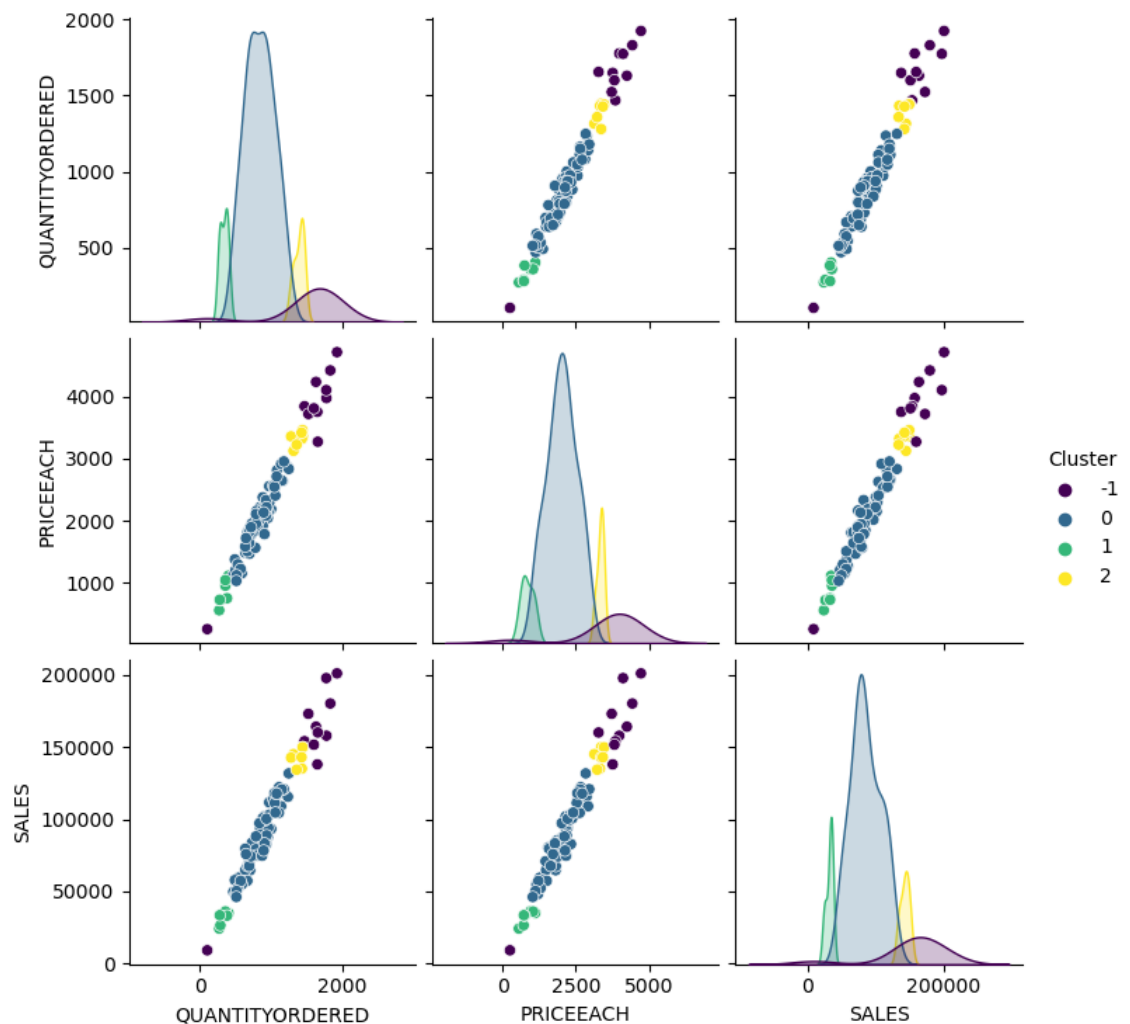 2000
1500
1000
500
QUANTITYORDERED
4000
3000
2000
1000
PRICEEACH
Cluster
-1
0
1
2
200000
150000
100000
50000
0
SALES
0 2000
0 2500 5000
0 200000
QUANTITYORDERED
PRICEEACH
SALES